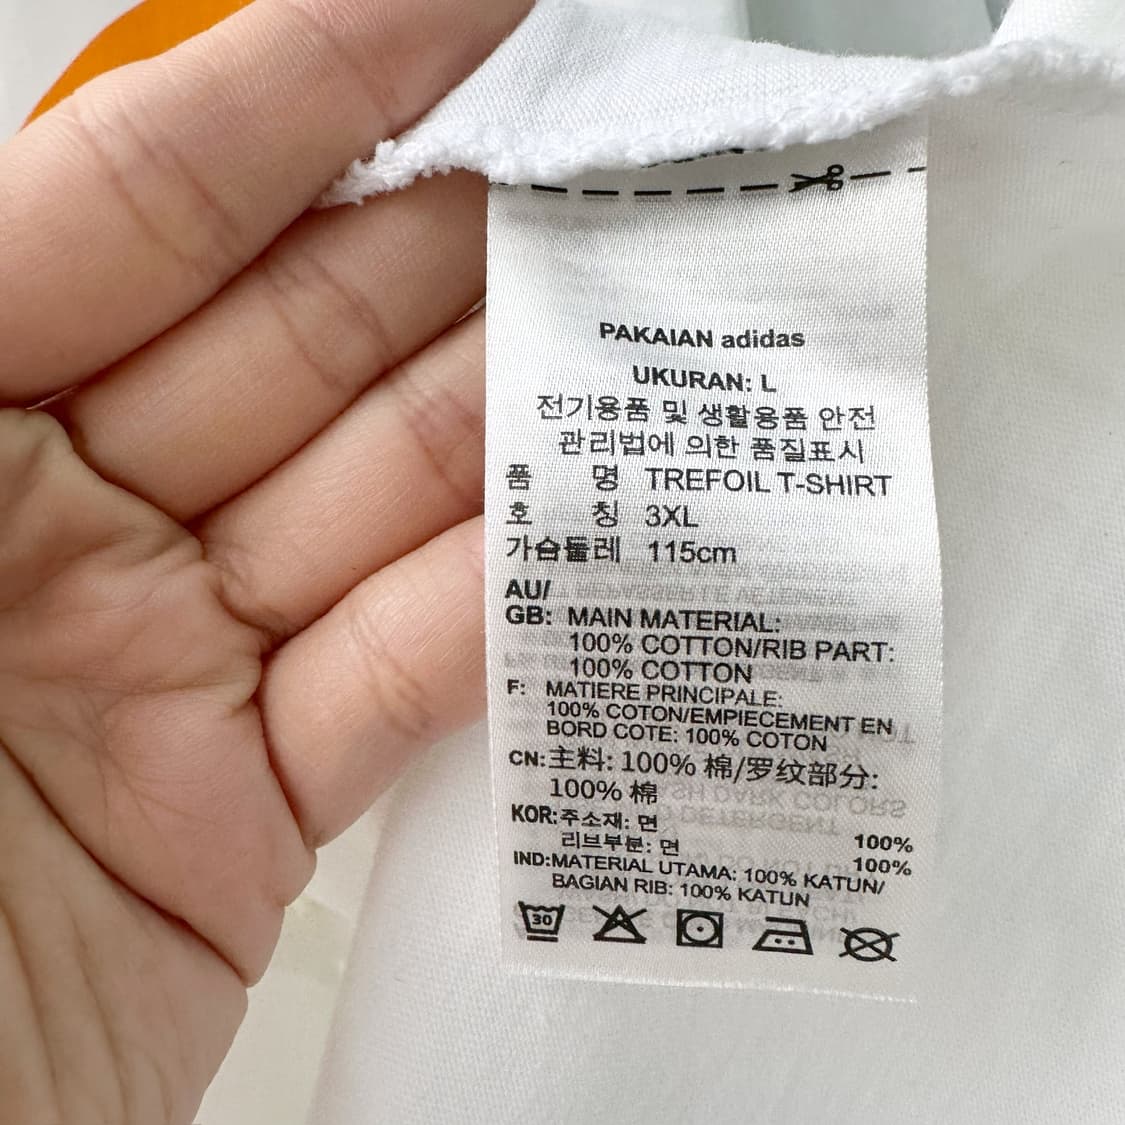 PAKAIAN adidas
UKURAN: L
전기용품 및 생활용품 안전
관리법에 의한 품질표시
품 명 TREFOIL T-SHIRT
호 칭 3XL
가슴둘레 115cm
AU/
GB: MAIN MATERIAL:
100% COTTON/RIB PART:
100% COTTON
F: MATIERE PRINCIPALE:
100% COTON/EMPIECEMENT EN
BORD COTE: 100% COTON
CN: 主料: 100% 棉/罗纹部分:
100% 棉
KOR: 주소재: 면 100%
리브부분: 면 100%
IND: MATERIAL UTAMA: 100% KATUN/
BAGIAN RIB: 100% KATUN
30